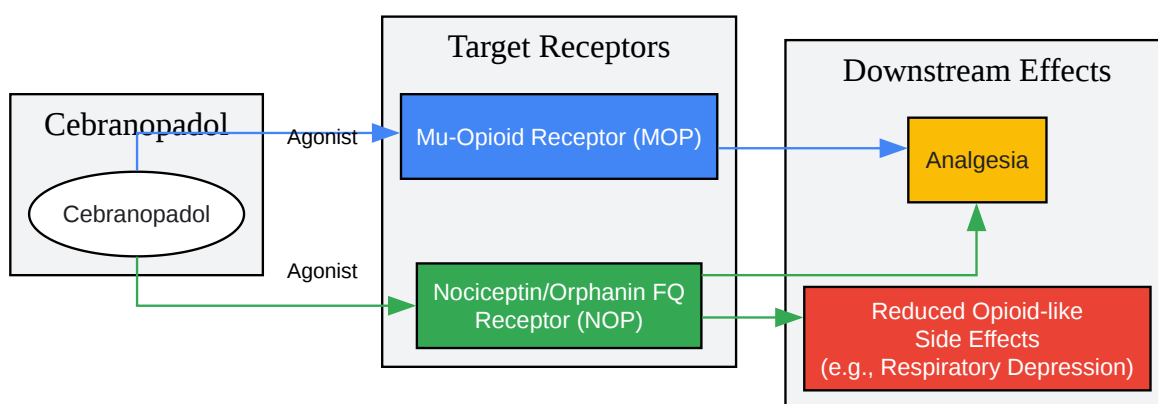 Cebranopadol
Cebranopadol
Agonist
Agonist
Target Receptors
Mu-Opioid Receptor (MOP)
Nociceptin/Orphanin FQ
Receptor (NOP)
Downstream Effects
Analgesia
Reduced Opioid-like
Side Effects
(e.g., Respiratory Depression)